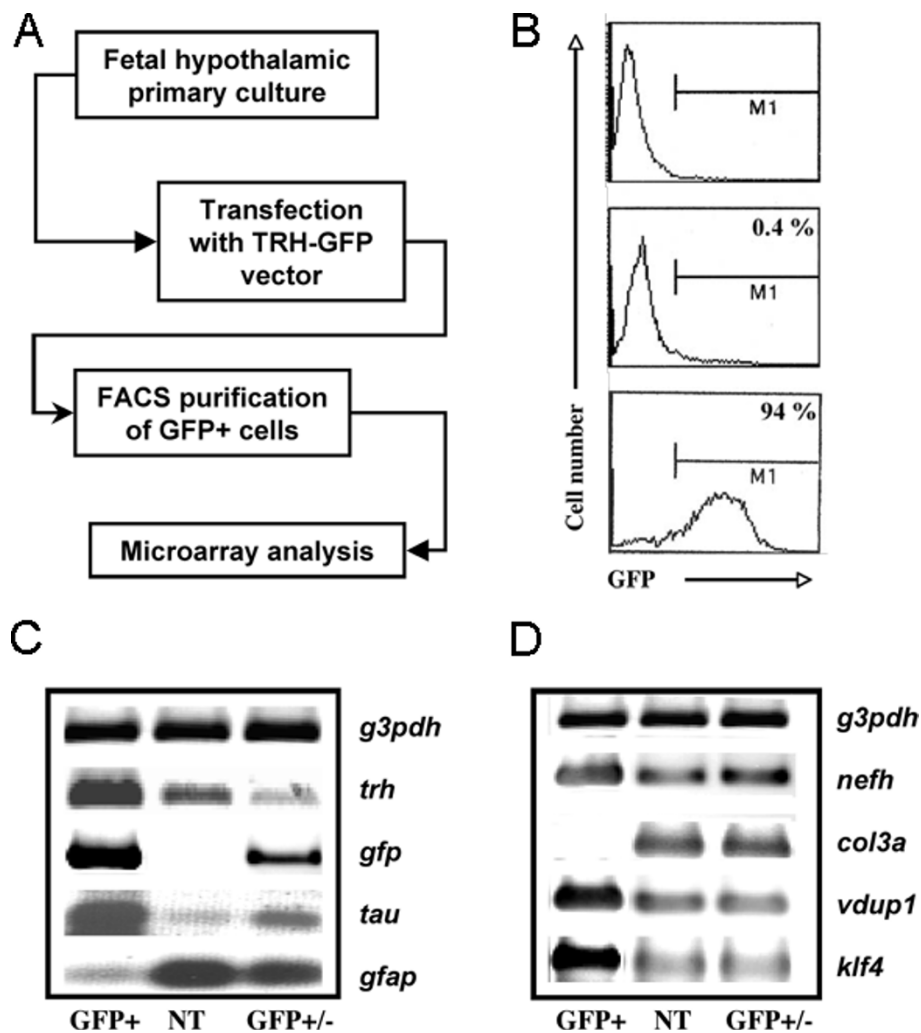 A
Fetal hypothalamic
primary culture
Transfection
with TRH-GFP
vector
FACS purification
of GFP+ cells
Microarray analysis
B
M1
0.4 %
M1
94 %
M1
Cell number
GFP
C
g3pdh
trh
gfp
tau
gfap
GFP+ NT GFP+/-
D
g3pdh
nefh
col3a
vdup1
klf4
GFP+ NT GFP+/-